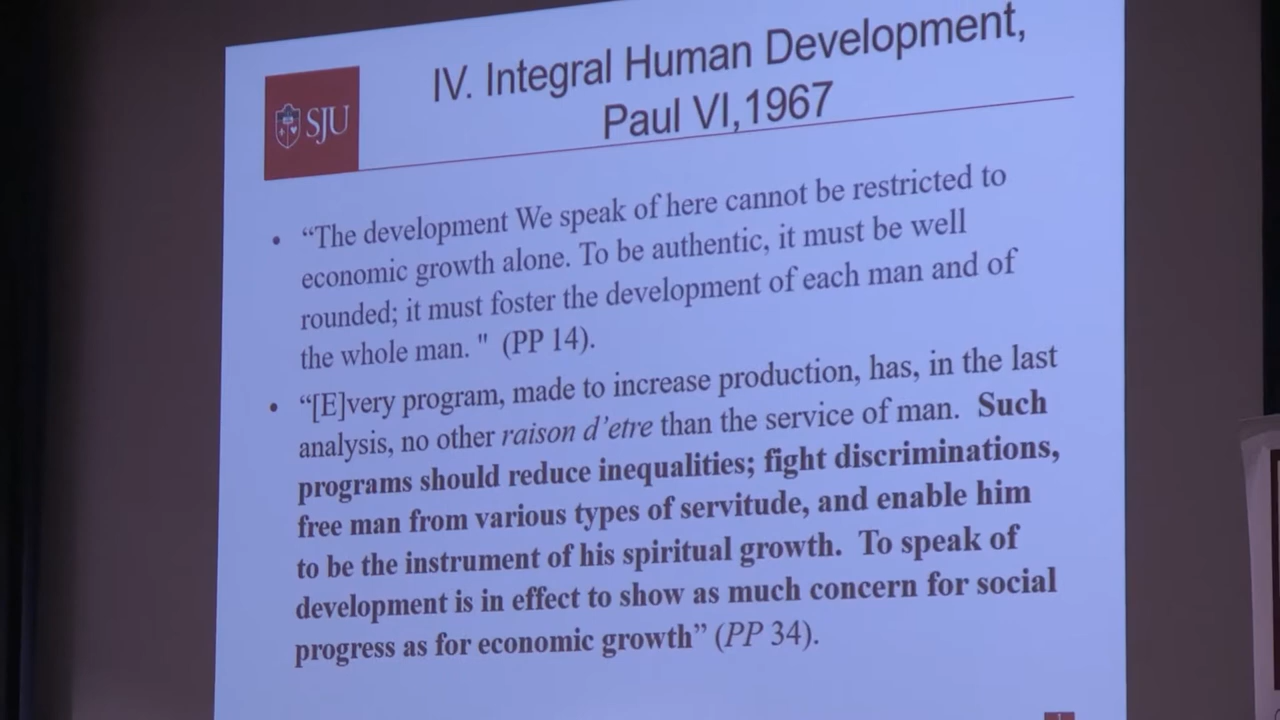 IV. Integral Human Development,
Paul VI,1967
SJU
• “The development We speak of here cannot be restricted to
economic growth alone. To be authentic, it must be well
rounded; it must foster the development of each man and of
the whole man. " (PP 14).
• “[E]very program, made to increase production, has, in the last
analysis, no other raison d’etre than the service of man. Such
programs should reduce inequalities; fight discriminations,
free man from various types of servitude, and enable him
to be the instrument of his spiritual growth. To speak of
development is in effect to show as much concern for social
progress as for economic growth” (PP 34).